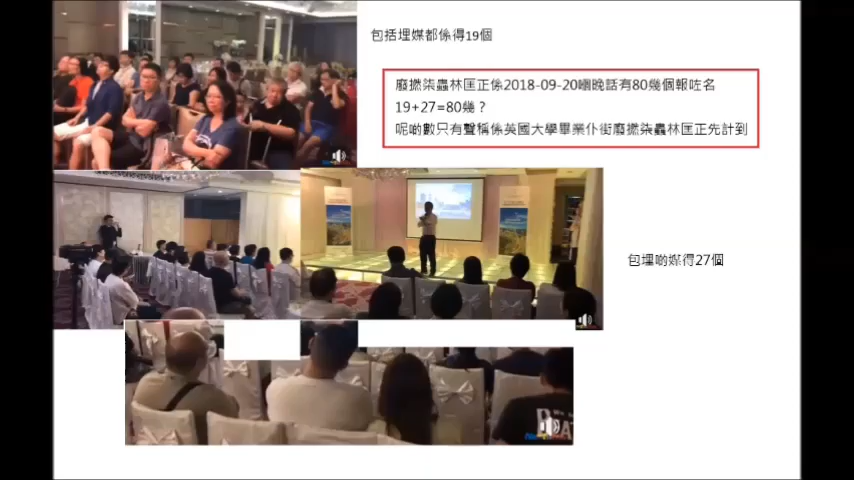 包括埋媒都係得19個
廢撚柒蟲林匡正係2018-09-20嗰晚話有80幾個報咗名
19+27=80幾？
呢啲數只有聲稱係英國大學畢業仆街廢撚柒蟲林匡正先計到
包埋啲媒得27個